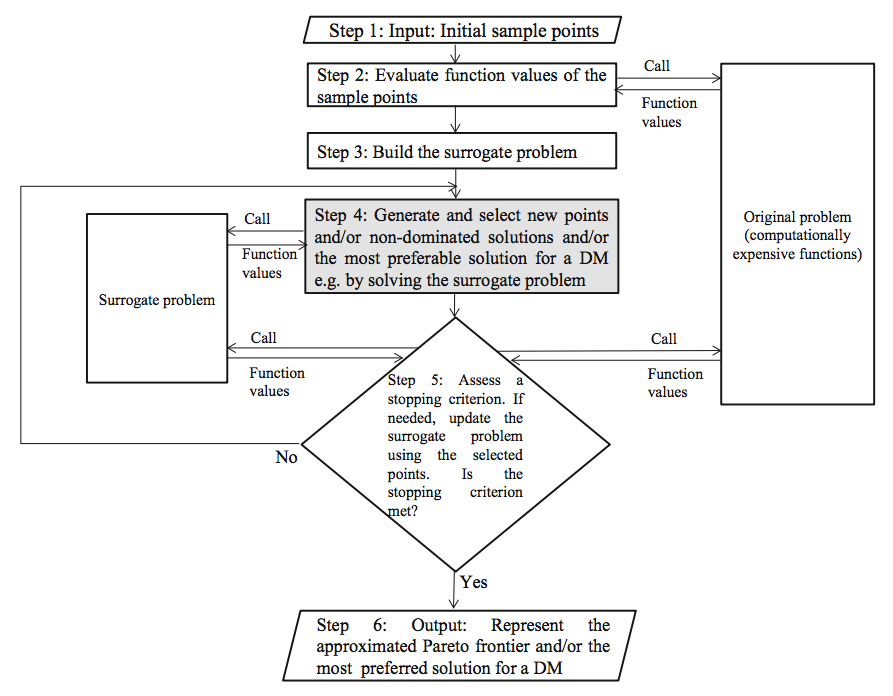 Step 1: Input: Initial sample points
Step 2: Evaluate function values of the
sample points
Call
Function
values
Step 3: Build the surrogate problem
Step 4: Generate and select new points
and/or non-dominated solutions and/or
the most preferable solution for a DM
e.g. by solving the surrogate problem
Call
Function
values
Surrogate problem
Original problem
(computationally
expensive functions)
Call
Function
values
Call
Function
values
Step 5: Assess a
stopping criterion. If
needed, update the
surrogate problem
using the selected
points. Is the
stopping criterion
met?
No
Yes
Step 6: Output: Represent the
approximated Pareto frontier and/or the
most preferred solution for a DM